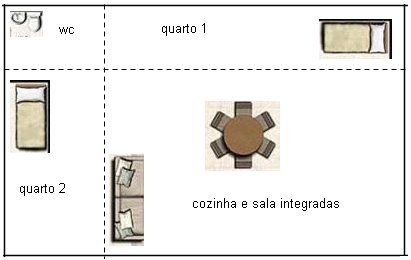 wc
quarto 1
quarto 2
cozinha e sala integradas